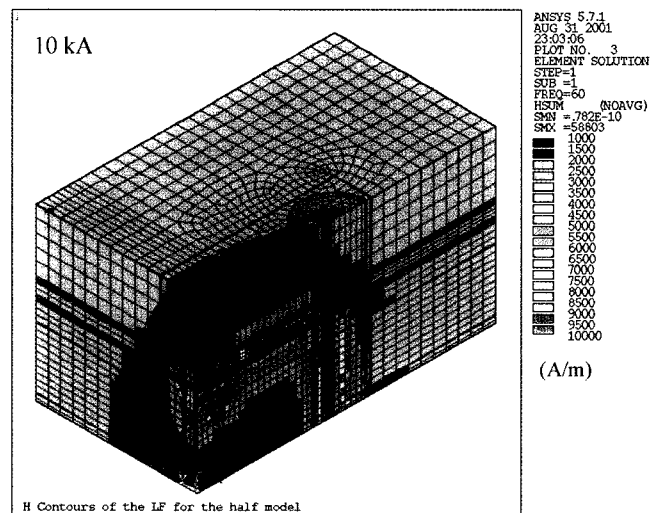 10 kA
ANSYS 5.7.1
AUG 31 2001
23:03:06
PLOT NO. 3
ELEMENT SOLUTION
STEP=1
SUB =1
FREQ=60
HSUM (NOAVG)
SMN =.782E-10
SMX =56803
1000
1500
2000
2500
3000
3500
4000
4500
5000
5500
6000
6500
7000
7500
8000
8500
9000
9500
10000
(A/m)
H Contours of the LF for the half model